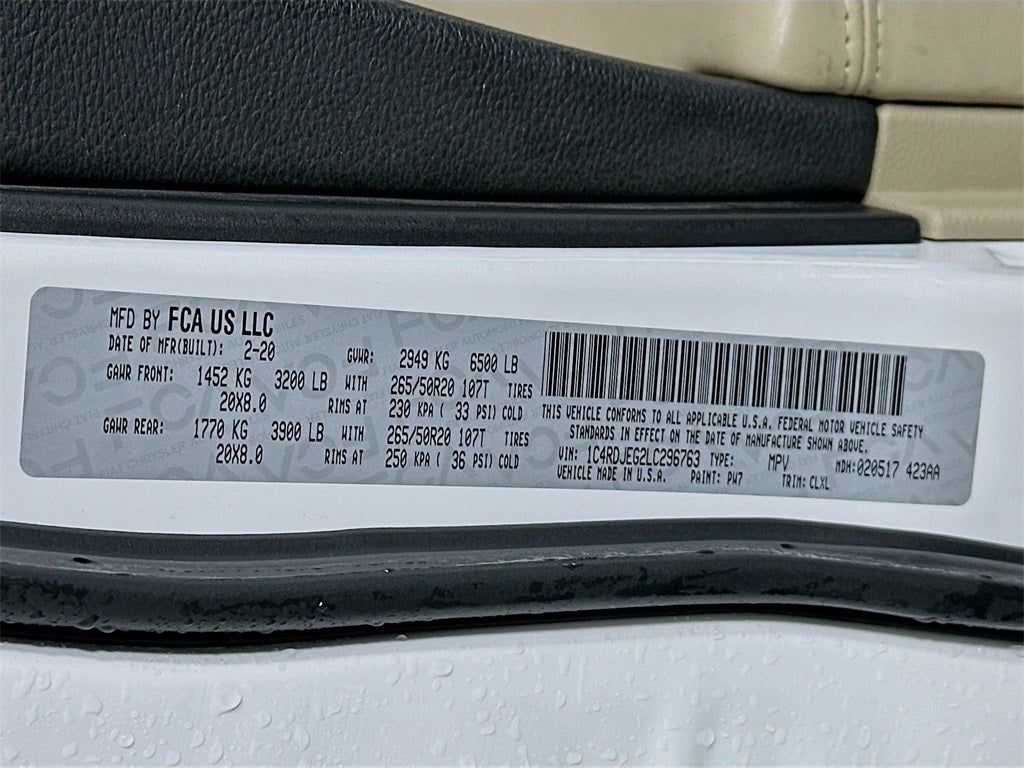 MFD BY FCA US LLC
DATE OF MFR(BUILT): 2-20 GVWR: 2949 KG 6500 LB
GAWR FRONT: 1452 KG 3200 LB WITH 265/50R20 107T TIRES
20X8.0 RIMS AT 230 KPA ( 33 PSI) COLD
GAWR REAR: 1770 KG 3900 LB WITH 265/50R20 107T TIRES
20X8.0 RIMS AT 250 KPA ( 36 PSI) COLD
THIS VEHICLE CONFORMS TO ALL APPLICABLE U.S.A. FEDERAL MOTOR VEHICLE SAFETY
STANDARDS IN EFFECT ON THE DATE OF MANUFACTURE SHOWN ABOVE.
VIN: 1C4RDJEG2LC296763 TYPE: MPV MDH:020517 423AA
VEHICLE MADE IN U.S.A. PAINT: PW7 TRIM: CLXL